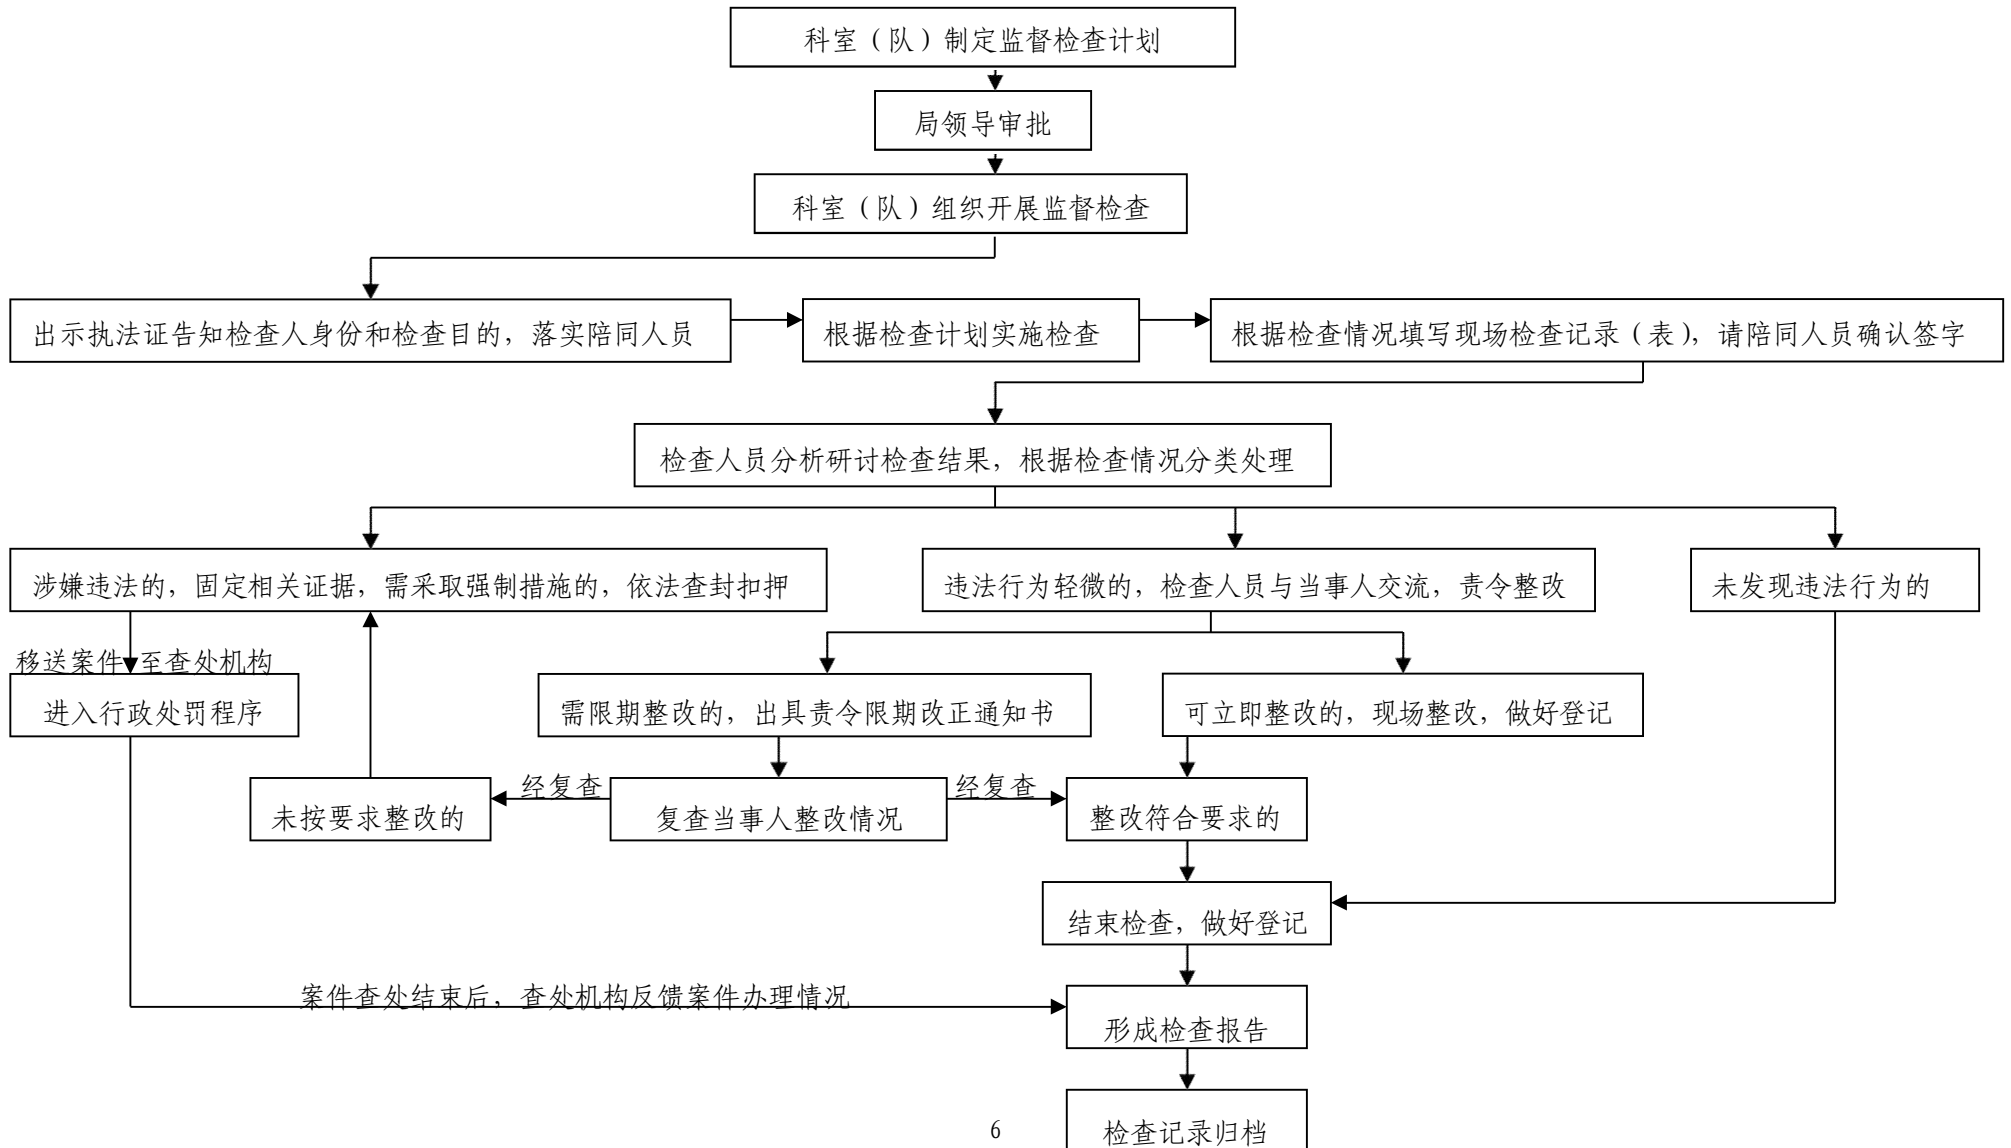 科室（队）制定监督检查计划
局领导审批
科室（队）组织开展监督检查
出示执法证告知检查人身份和检查目的，落实陪同人员
根据检查计划实施检查
根据检查情况填写现场检查记录（表），请陪同人员确认签字
检查人员分析研讨检查结果，根据检查情况分类处理
涉嫌违法的，固定相关证据，需采取强制措施的，依法查封扣押
违法行为轻微的，检查人员与当事人交流，责令整改
未发现违法行为的
移送案件 至查处机构
进入行政处罚程序
需限期整改的，出具责令限期改正通知书
可立即整改的，现场整改，做好登记
未按要求整改的
经复查
复查当事人整改情况
经复查
整改符合要求的
结束检查，做好登记
案件查处结束后，查处机构反馈案件办理情况
形成检查报告
检查记录归档
6